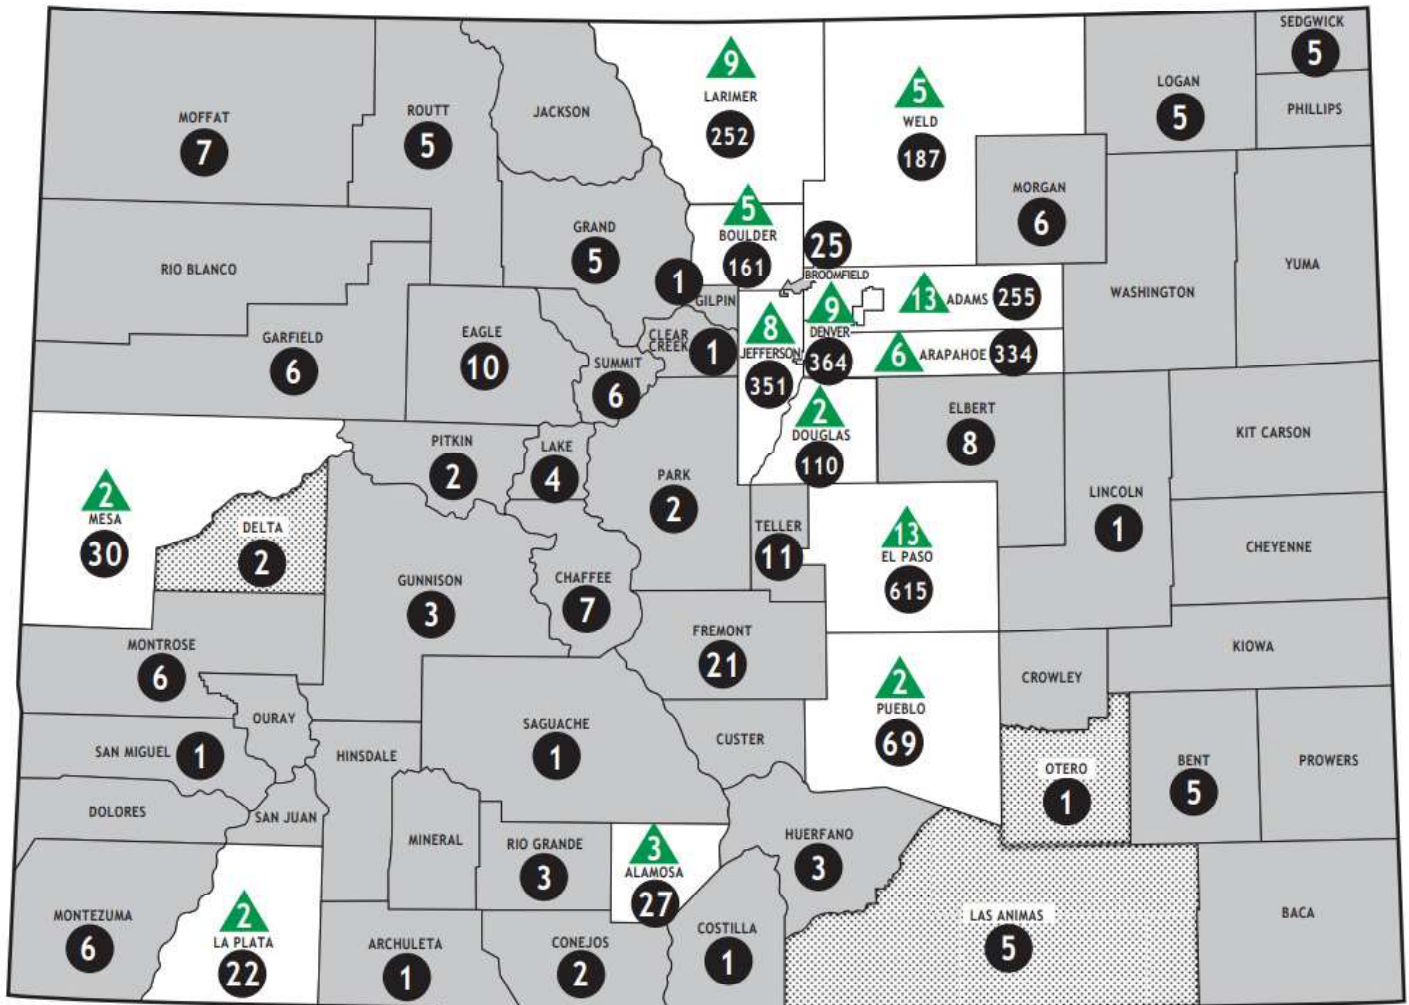 SEDGWICK
5
9
LARIMER
252
5
WELD
187
LOGAN
5
PHILLIPS
MOFFAT
7
ROUTT
5
JACKSON
MORGAN
6
GRAND
5
5
BOULDER
161
25
BROOMFIELD
RIO BLANCO
1
GILPIN
13
ADAMS
255
WASHINGTON
YUMA
GARFIELD
6
EAGLE
10
SUMMIT
6
CLEAR
CREEK
1
8
JEFFERSON
351
9
DENVER
364
6
ARAPAHOE
334
2
DOUGLAS
110
ELBERT
8
KIT CARSON
PITKIN
2
LAKE
4
PARK
2
LINCOLN
1
2
MESA
30
DELTA
2
TELLER
11
13
EL PASO
615
CHEYENNE
GUNNISON
3
CHAFFEE
7
FREMONT
21
KIOWA
MONTROSE
6
CROWLEY
2
PUEBLO
69
OURAY
SAGUACHE
1
CUSTER
SAN MIGUEL
1
HINSDALE
OTERO
1
BENT
5
PROWERS
DOLORES
SAN JUAN
MINERAL
RIO GRANDE
3
3
ALAMOSA
27
HUERFANO
3
MONTEZUMA
6
2
LA PLATA
22
ARCHULETA
1
CONEJOS
2
COSTILLA
1
LAS ANIMAS
5
BACA